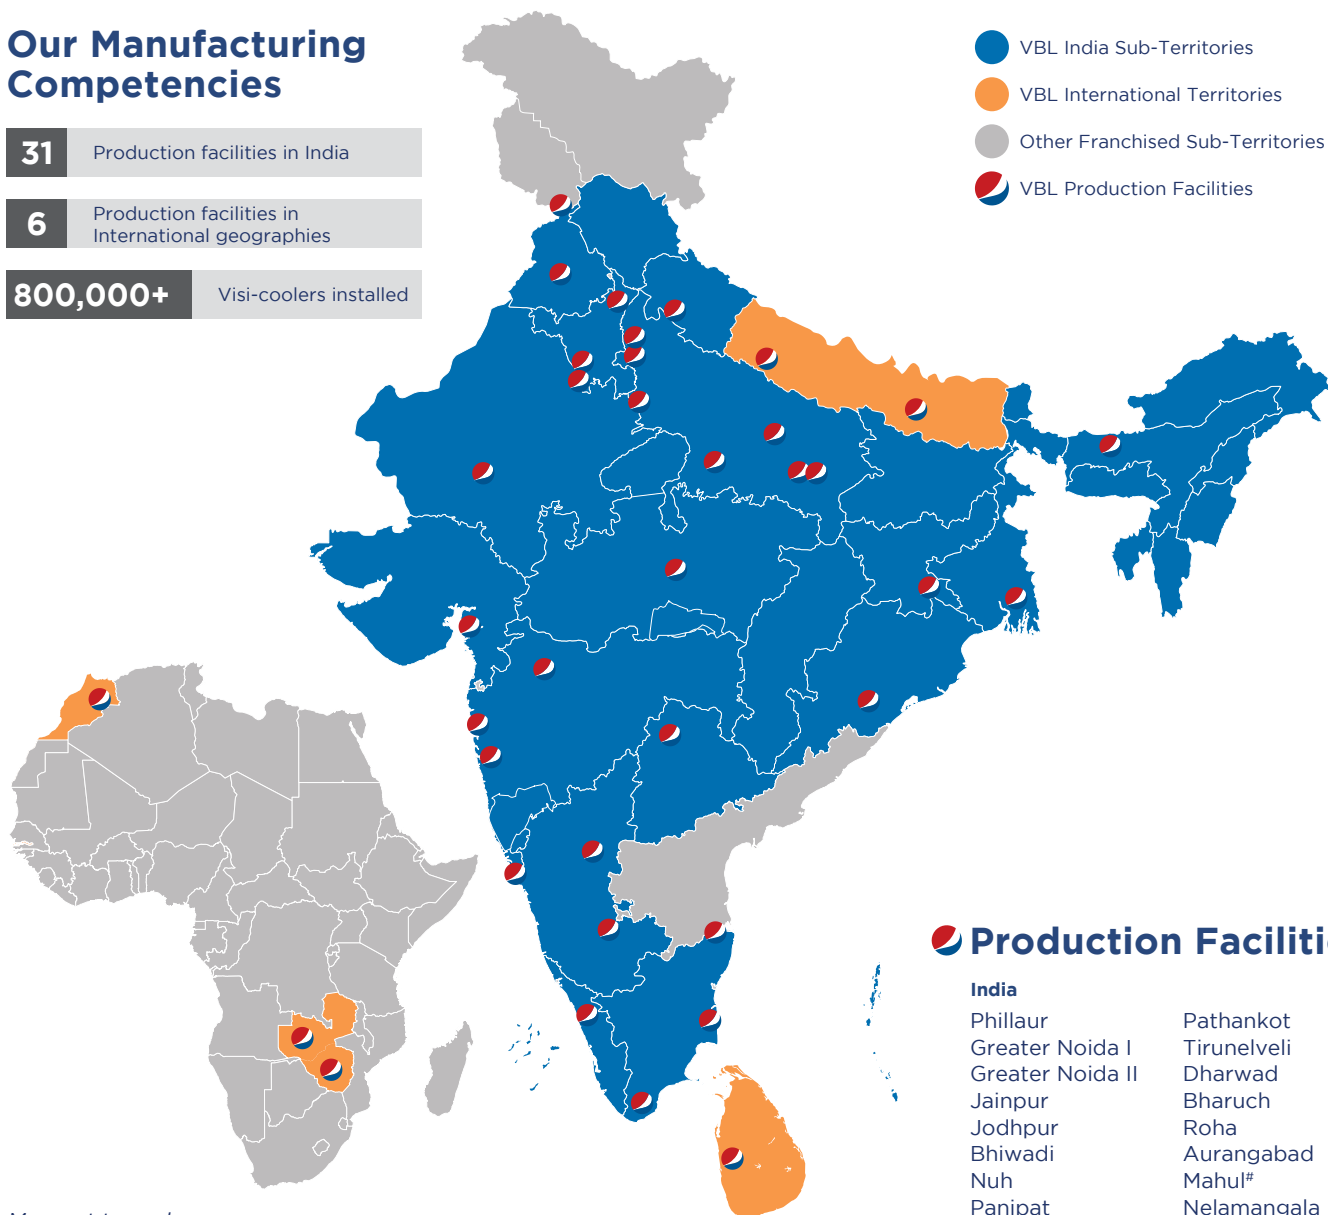 Our Manufacturing
Competencies
31 Production facilities in India
6 Production facilities in
International geographies
800,000+ Visi-coolers installed
VBL India Sub-Territories
VBL International Territories
Other Franchised Sub-Territories
VBL Production Facilities
Production
India
Phillaur
Greater Noida I
Greater Noida II
Jainpur
Jodhpur
Bhiwadi
Nuh
Panipat
Pathankot
Tirunelveli
Dharwad
Bharuch
Roha
Aurangabad
Mahul#
Nelamangala